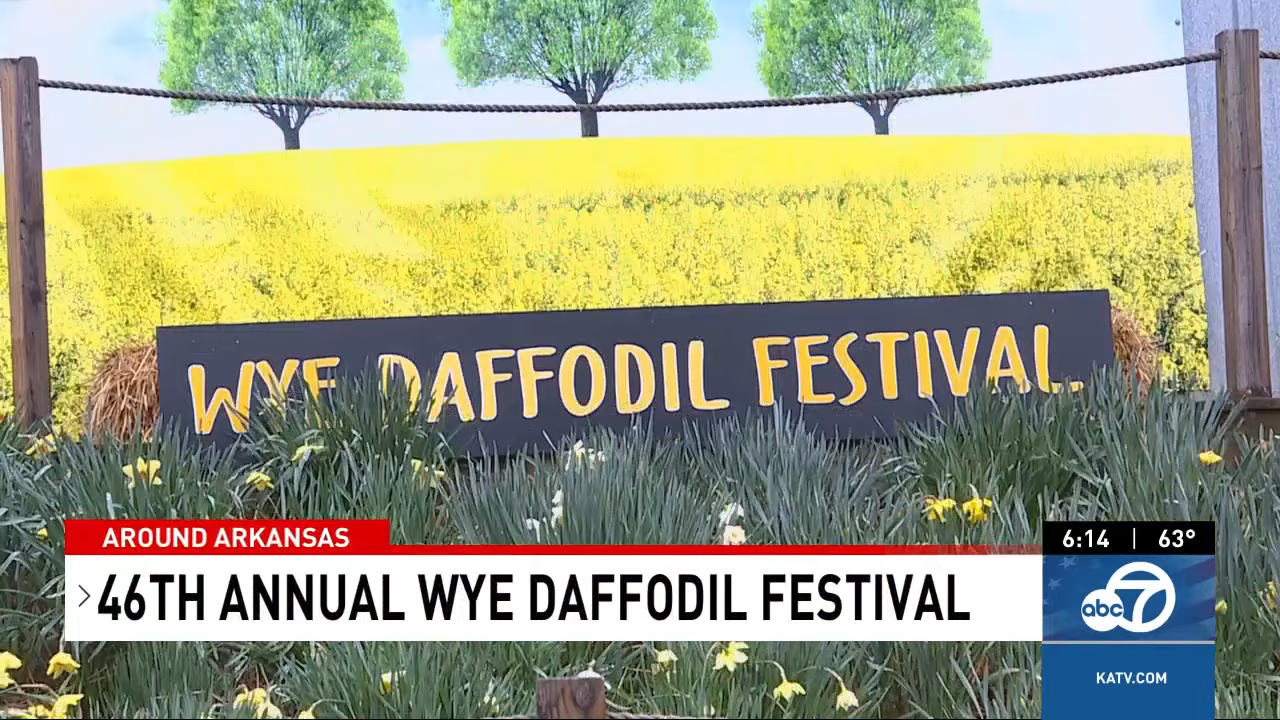 WYE DAFFODIL FESTIVAL
AROUND ARKANSAS
46TH ANNUAL WYE DAFFODIL FESTIVAL
6:14 | 63°
abc 7
KATV.COM